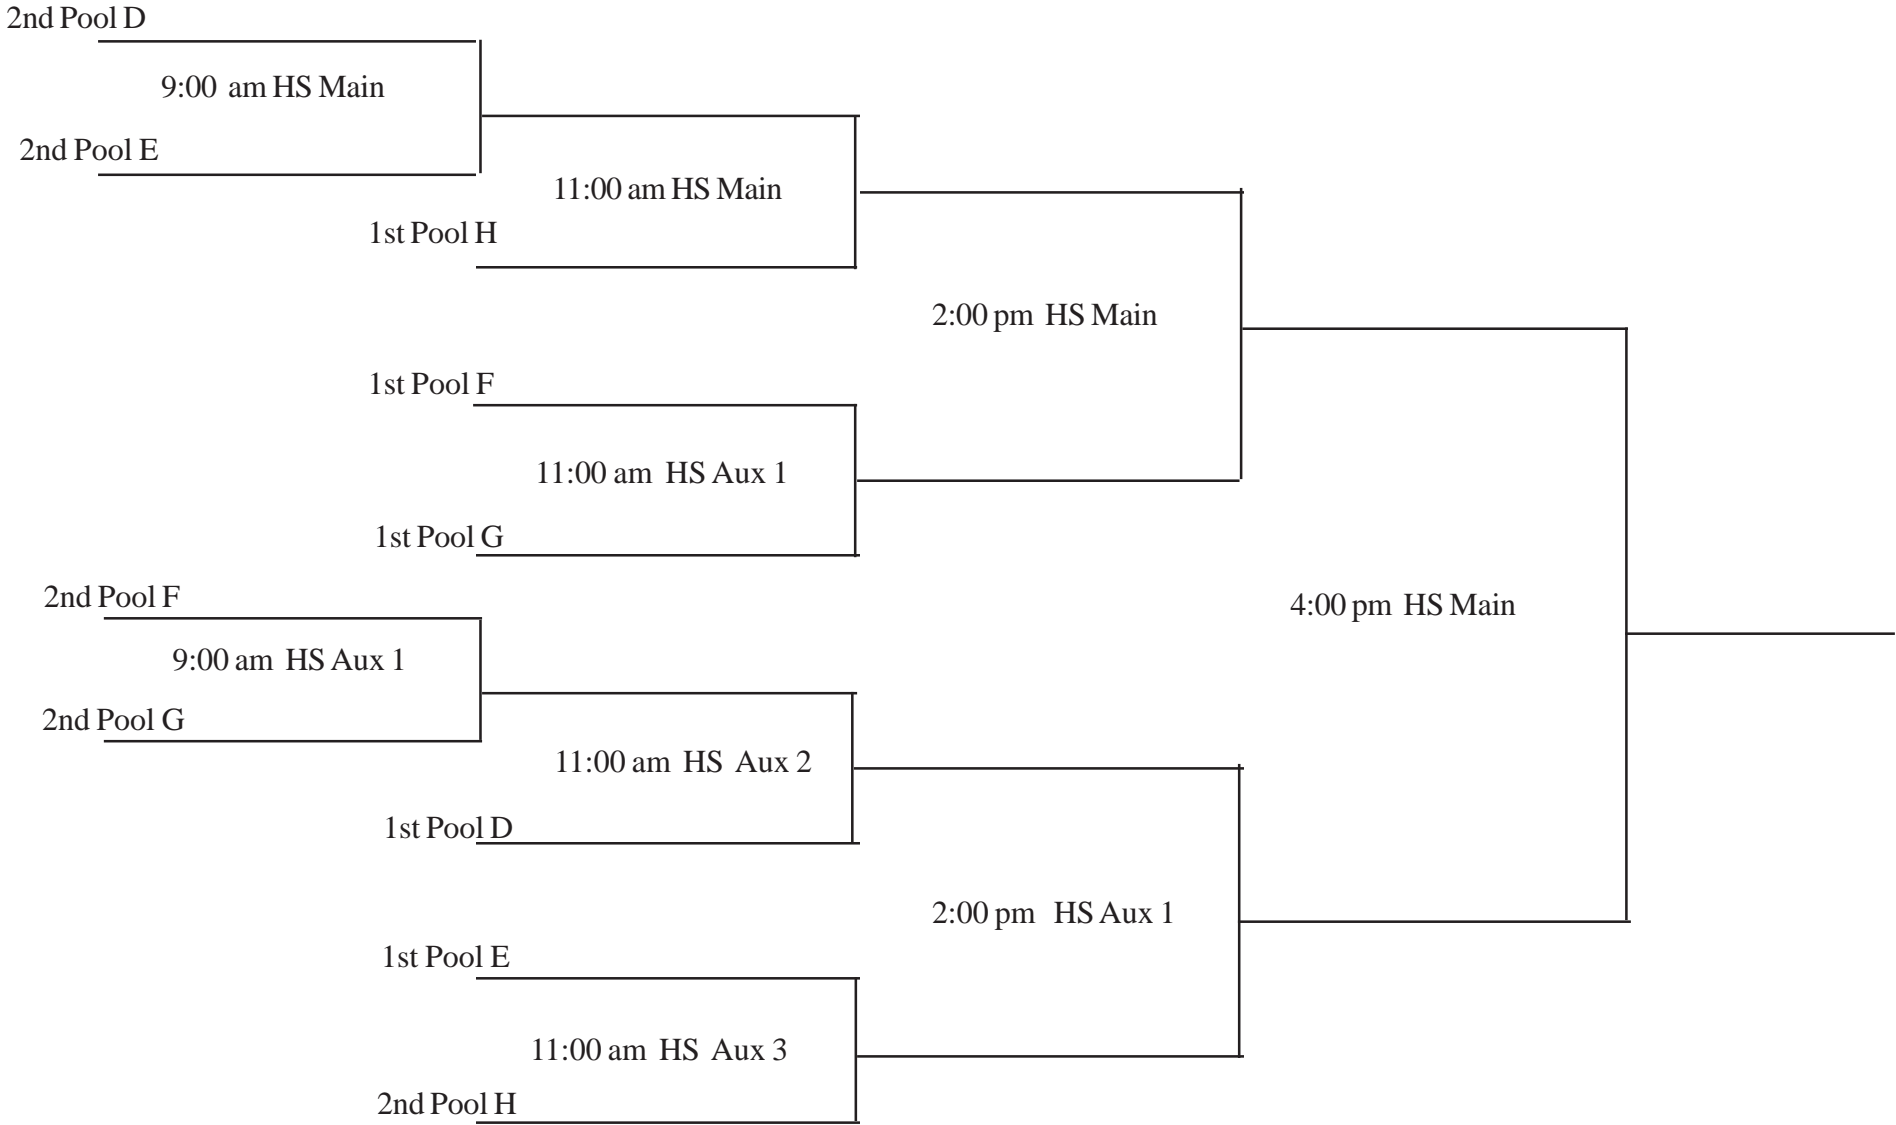 2nd Pool D
9:00 am HS Main
2nd Pool E
11:00 am HS Main
1st Pool H
2:00 pm HS Main
1st Pool F
11:00 am HS Aux 1
1st Pool G
2nd Pool F
4:00 pm HS Main
9:00 am HS Aux 1
2nd Pool G
11:00 am HS Aux 2
1st Pool D
2:00 pm HS Aux 1
1st Pool E
11:00 am HS Aux 3
2nd Pool H